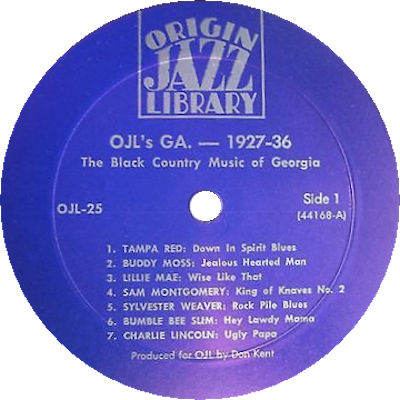 ORIGIN
JAZZ
LIBRARY
OJL's GA. — 1927-36
The Black Country Music of Georgia
OJL-25
Side 1
(44168-A)
1. TAMPA RED: Down In Spirit Blues
2. BUDDY MOSS: Jealous Hearted Man
3. LILLIE MAE: Wise Like That
4. SAM MONTGOMERY: King of Knaves No. 2
5. SYLVESTER WEAVER: Rock Pile Blues
6. BUMBLE BEE SLIM: Hey Lawdy Mama
7. CHARLIE LINCOLN: Ugly Papa
Produced for OJL by Don Kent